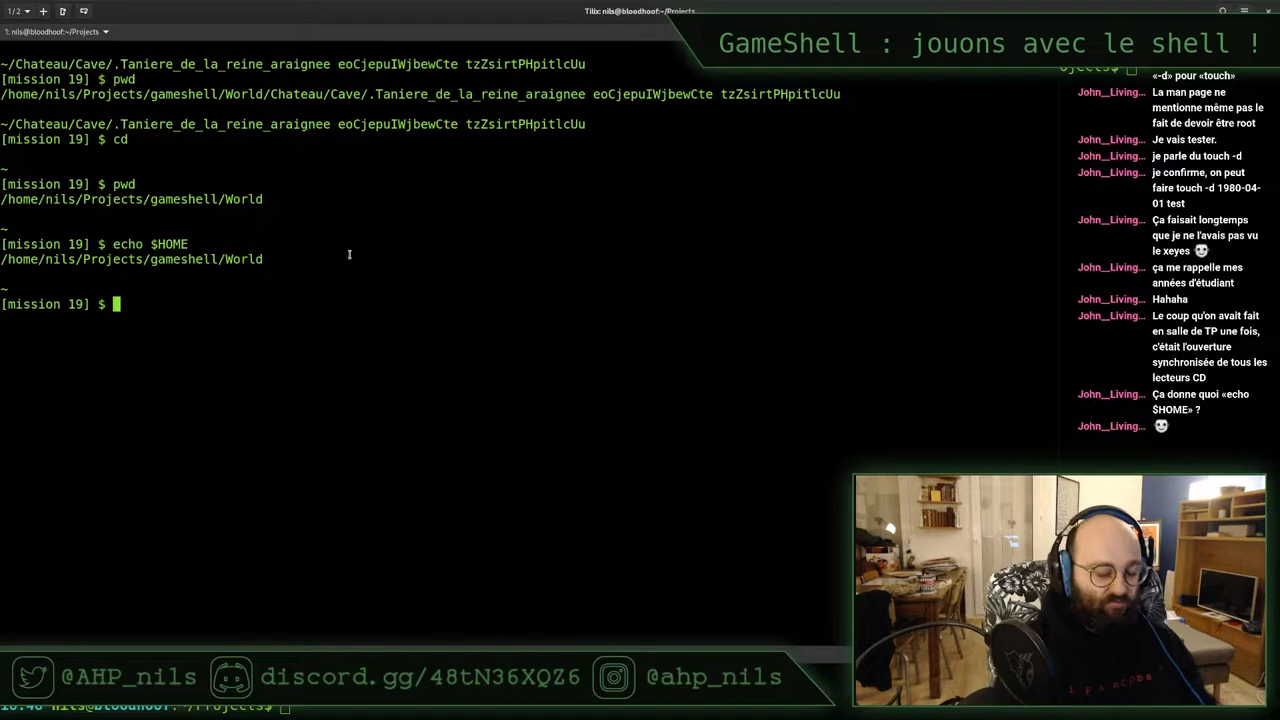 1 / 2
Tilix: nils@bloodhoof:~/Projects
1: nils@bloodhoof:~/Projects
GameShell : jouons avec le shell !
~/Chateau/Cave/.Taniere_de_la_reine_araignee eoCjepuIWjbewCte tzZsirtPHpitlcUu
[mission 19] $ pwd
/home/nils/Projects/gameshell/World/Chateau/Cave/.Taniere_de_la_reine_araignee eoCjepuIWjbewCte tzZsirtPHpitlcUu
~/Chateau/Cave/.Taniere_de_la_reine_araignee eoCjepuIWjbewCte tzZsirtPHpitlcUu
[mission 19] $ cd
~
[mission 19] $ pwd
/home/nils/Projects/gameshell/World
~
[mission 19] $ echo $HOME
/home/nils/Projects/gameshell/World
~
[mission 19] $
ojects$
«-d» pour «touch»
John__Living... La man page ne
mentionne même pas le
fait de devoir être root
John__Living... Je vais tester.
John__Living... je parle du touch -d
John__Living... je confirme, on peut
faire touch -d 1980-04-
01 test
John__Living... Ça faisait longtemps
que je ne l'avais pas vu
le xeyes
John__Living... ça me rappelle mes
années d'étudiant
John__Living... Hahaha
John__Living... Le coup qu'on avait fait
en salle de TP une fois,
c'était l'ouverture
synchronisée de tous les
lecteurs CD
John__Living... Ça donne quoi «echo
$HOME» ?
John__Living...
@AHP_nils
discord.gg/48tN36XQZ6
@ahp_nils
nils@bloodhoof:~/Projects$